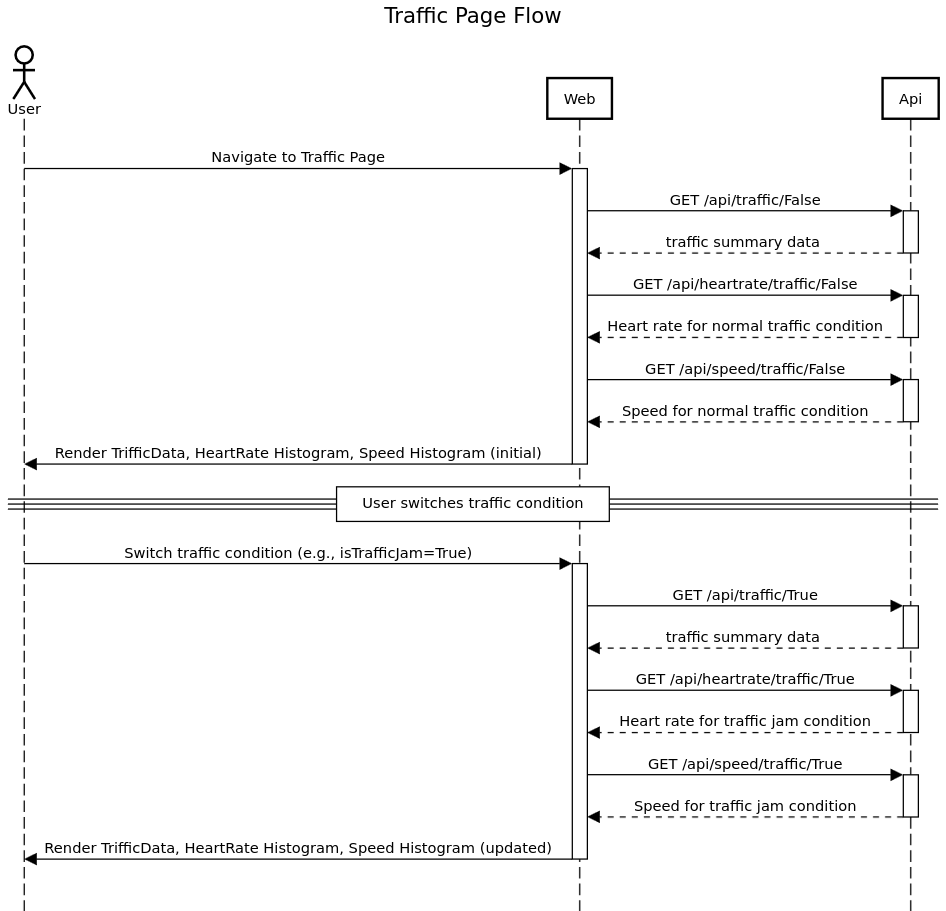 Traffic Page Flow
User
Web
Api
Navigate to Traffic Page
GET /api/traffic/False
traffic summary data
GET /api/heartrate/traffic/False
Heart rate for normal traffic condition
GET /api/speed/traffic/False
Speed for normal traffic condition
Render TrifficData, HeartRate Histogram, Speed Histogram (initial)
User switches traffic condition
Switch traffic condition (e.g., isTrafficJam=True)
GET /api/traffic/True
traffic summary data
GET /api/heartrate/traffic/True
Heart rate for traffic jam condition
GET /api/speed/traffic/True
Speed for traffic jam condition
Render TrifficData, HeartRate Histogram, Speed Histogram (updated)